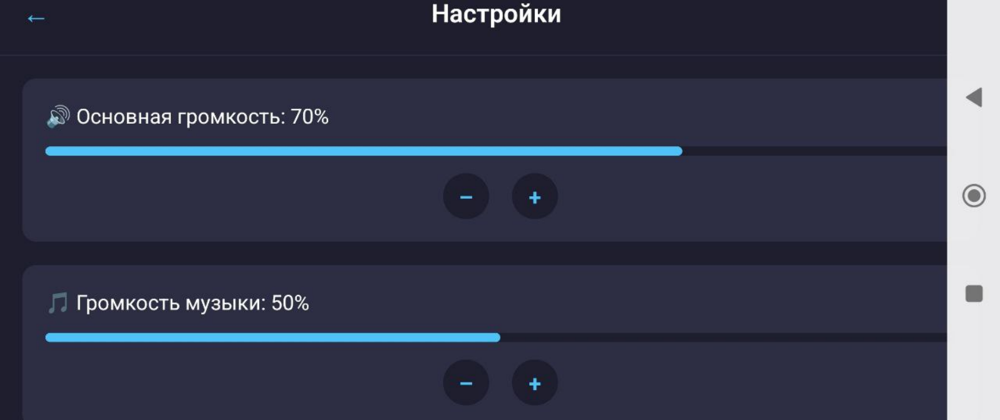 ← Настройки
🔊 Основная громкость: 70%
− +
🎵 Громкость музыки: 50%
− +